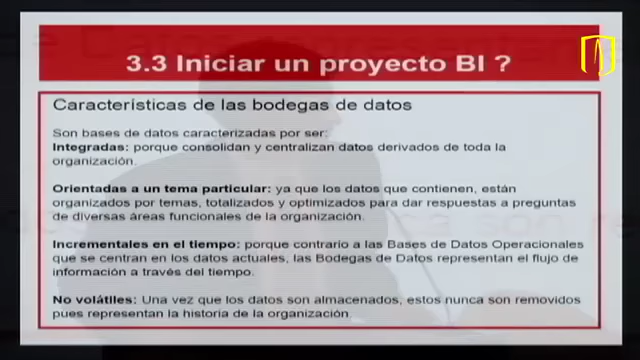 3.3 Iniciar un proyecto BI ?
Características de las bodegas de datos
Son bases de datos caracterizadas por ser:
Integradas: porque consolidan y centralizan datos derivados de toda la
organización.
Orientadas a un tema particular: ya que los datos que contienen, están
organizados por temas, totalizados y optimizados para dar respuestas a preguntas
de diversas áreas funcionales de la organización.
Incrementales en el tiempo: porque contrario a las Bases de Datos Operacionales
que se centran en los datos actuales, las Bodegas de Datos representan el flujo de
información a través del tiempo.
No volátiles: Una vez que los datos son almacenados, estos nunca son removidos
pues representan la historia de la organización.